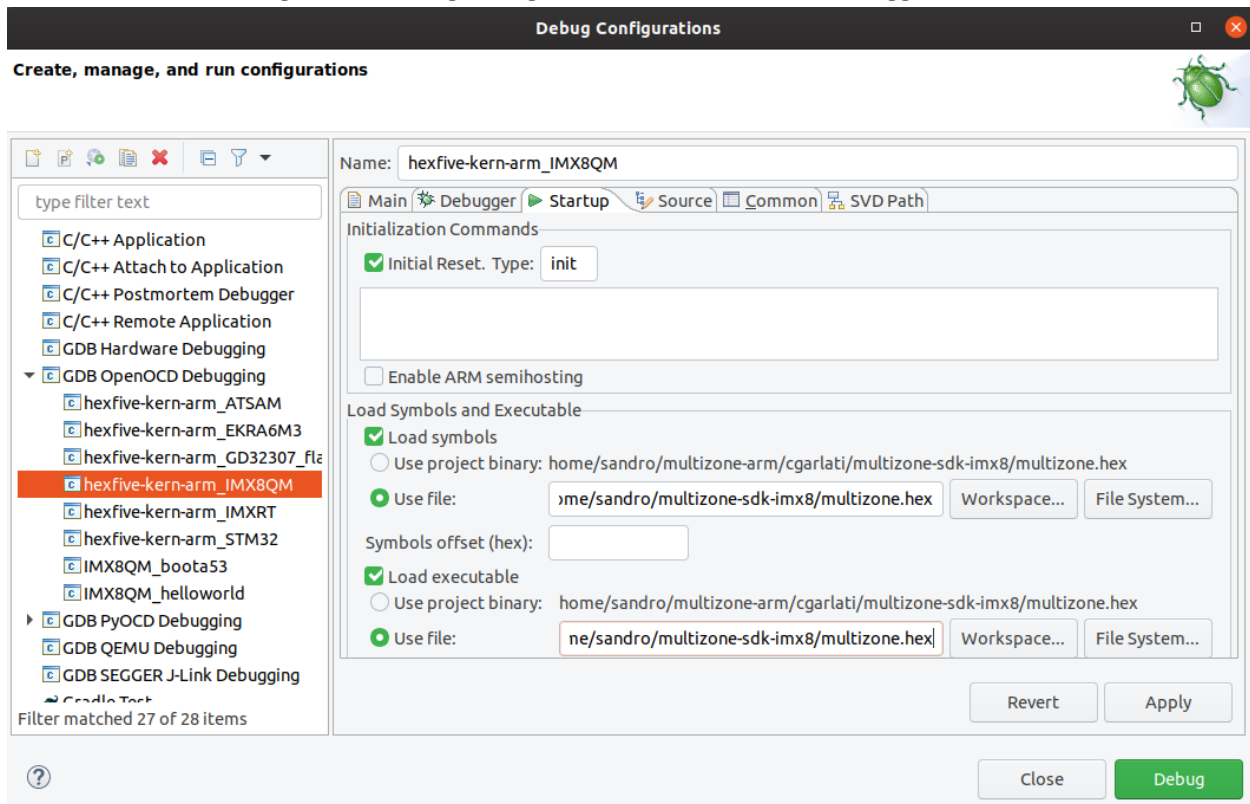 Debug Configurations
Create, manage, and run configurations
type filter text
C/C++ Application
C/C++ Attach to Application
C/C++ Postmortem Debugger
C/C++ Remote Application
GDB Hardware Debugging
GDB OpenOCD Debugging
hexfive-kern-arm_ATSAM
hexfive-kern-arm_EKRA6M3
hexfive-kern-arm_GD32307_fla
hexfive-kern-arm_IMX8QM
hexfive-kern-arm_IMXRT
hexfive-kern-arm_STM32
IMX8QM_boota53
IMX8QM_helloworld
GDB PyOCD Debugging
GDB QEMU Debugging
GDB SEGGER J-Link Debugging
Gradle Test
Filter matched 27 of 28 items
Name: hexfive-kern-arm_IMX8QM
Main Debugger Startup Source Common SVD Path
Initialization Commands
Initial Reset. Type: init
Enable ARM semihosting
Load Symbols and Executable
Load symbols
Use project binary: home/sandro/multizone-arm/cgarlati/multizone-sdk-imx8/multizone.hex
Use file: ome/sandro/multizone-sdk-imx8/multizone.hex Workspace... File System...
Symbols offset (hex):
Load executable
Use project binary: home/sandro/multizone-arm/cgarlati/multizone-sdk-imx8/multizone.hex
Use file: ne/sandro/multizone-sdk-imx8/multizone.hex Workspace... File System...
Revert Apply
Close Debug